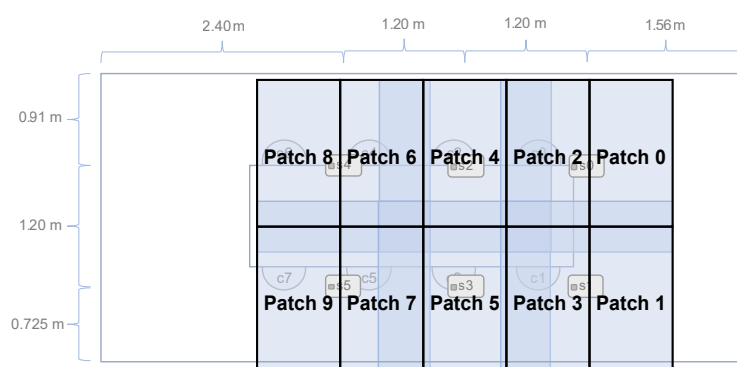 2.40 m 1.20 m 1.20 m 1.56 m
0.91 m
Patch 8 Patch 6 Patch 4 Patch 2 Patch 0
s4 s2 s0
1.20 m
c7 c5 c1
s5 s3
Patch 9 Patch 7 Patch 5 Patch 3 Patch 1
0.725 m